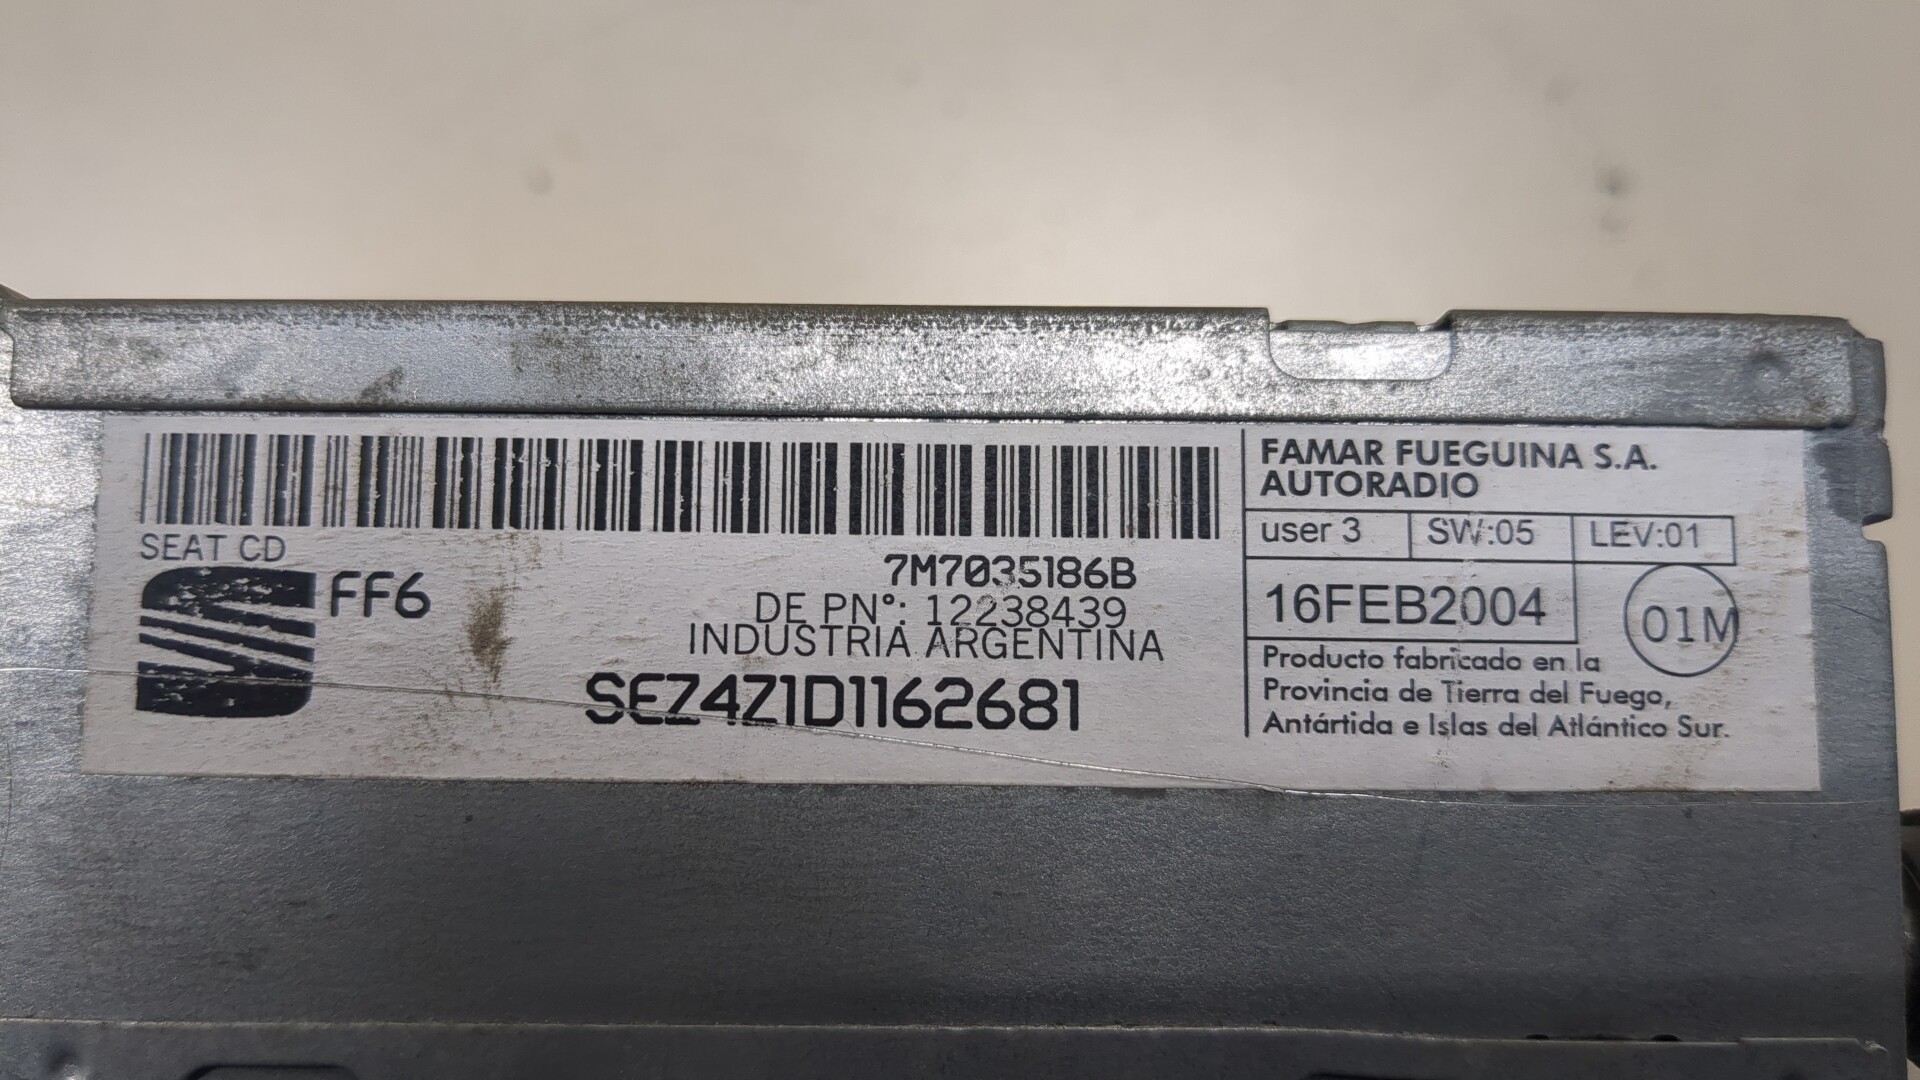 SEAT CD
FF6
7M7035186B
DE PN°: 12238439
INDUSTRIA ARGENTINA
SEZ4Z1D1162681
FAMAR FUEGUINA S.A.
AUTORADIO
user 3 SW:05 LEV:01
16FEB2004 01M
Producto fabricado en la
Provincia de Tierra del Fuego,
Antártida e Islas del Atlántico Sur.